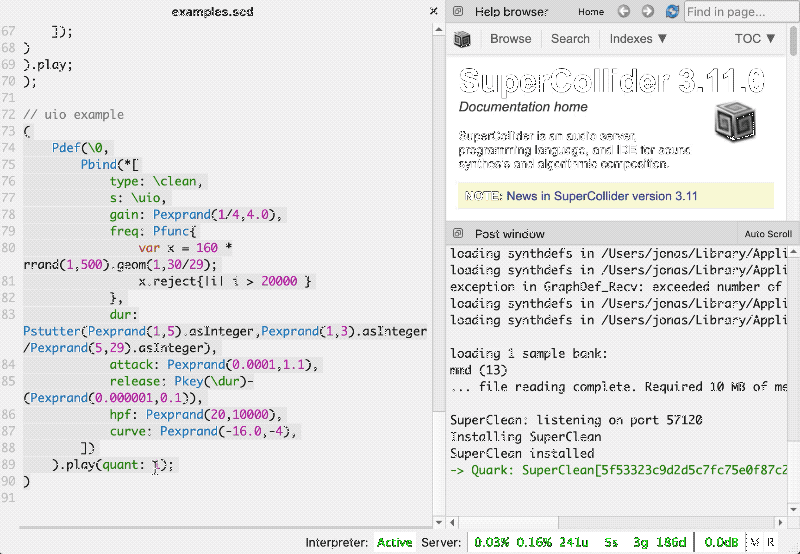 examples.scd
67 ]);
68 )
69 ).play;
70 );
71
72 // uio example
73 (
74 Pdef(\0,
75 Pbind(*[
76 type: \clean,
77 s: \uio,
78 gain: Pexprand(1/4,4.0),
79 freq: Pfunc{
80 var x = 160 *
rrand(1,500).geom(1,30/29);
81 x.reject{|i| i > 20000 }
82 },
83 dur:
Pstutter(Pexprand(1,5).asInteger,Pexprand(1,3).asInteger
/Pexprand(5,29).asInteger),
84 attack: Pexprand(0.0001,1.1),
85 release: Pkey(\dur)-
(Pexprand(0.000001,0.1)),
86 hpf: Pexprand(20,10000),
87 curve: Pexprand(-16.0,-4),
88 ])
89 ).play(quant: 1);
90 )
91
Help browser Home Find in page...
Browse Search Indexes ▼ TOC ▼
SuperCollider 3.11.0
Documentation home
SuperCollider is an audio server,
programming language, and IDE for sound
synthesis and algorithmic composition.
NOTE: News in SuperCollider version 3.11
Post window Auto Scroll
loading synthdefs in /Users/jonas/Library/Appli
loading synthdefs in /Users/jonas/Library/Appli
exception in GraphDef_Recv: exceeded number of
loading synthdefs in /Users/jonas/Library/Appli
loading synthdefs in /Users/jonas/Library/Appli
loading 1 sample bank:
mmd (13)
... file reading complete. Required 10 MB of me
SuperClean: listening on port 57120
Installing SuperClean
SuperClean installed
-> Quark: SuperClean[5f53323c9d2d5c7fc75e0f87c2
Interpreter: Active Server: 0.03% 0.16% 241u 5s 3g 186d 0.0dB M R